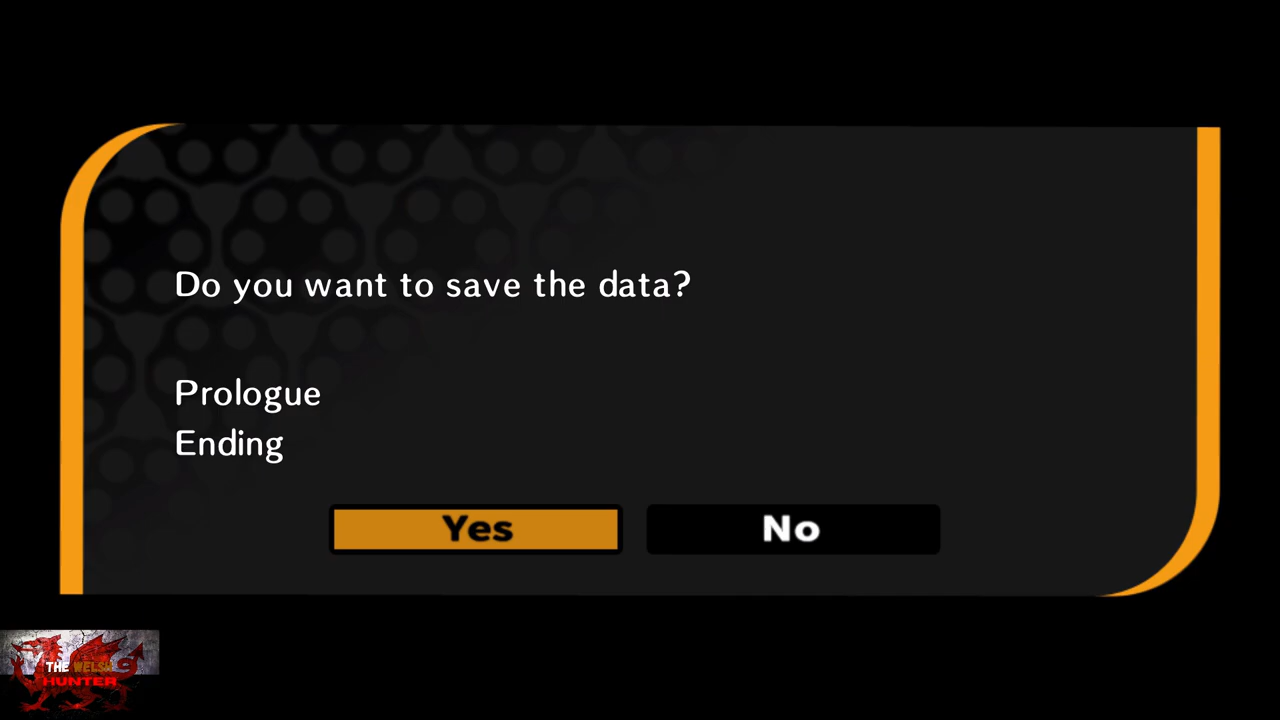 Do you want to save the data?
Prologue
Ending
Yes
No
THE WELSH
HUNTER